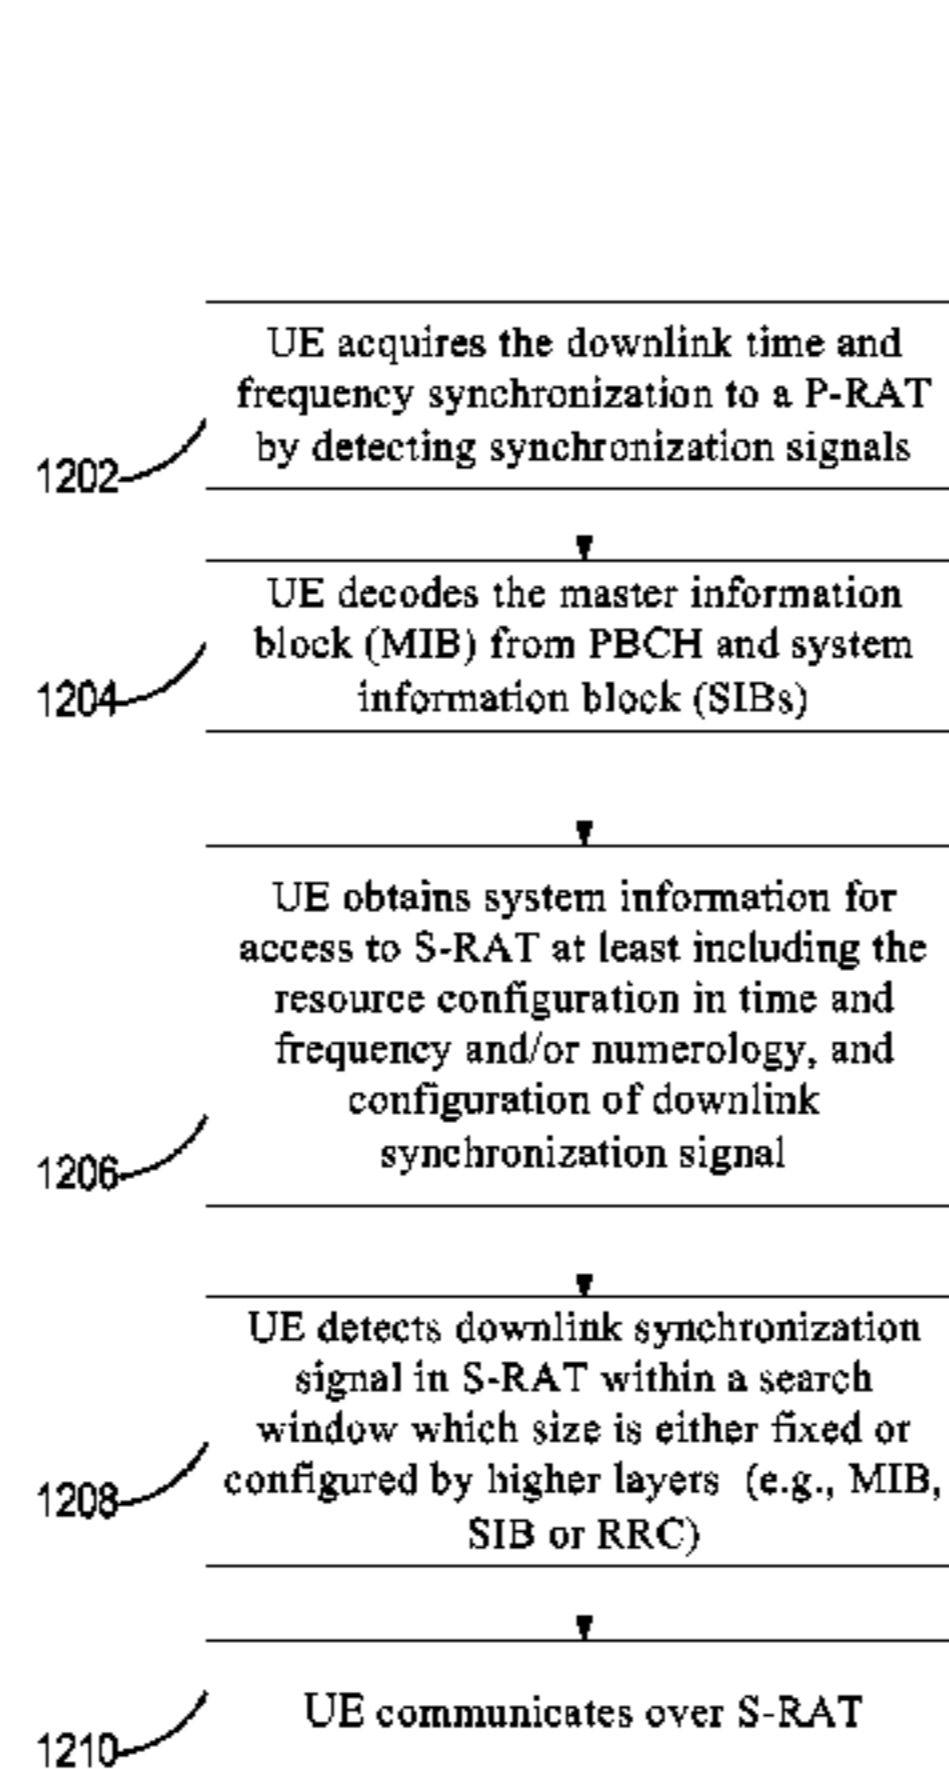 UE acquires the downlink time and
frequency synchronization to a P-RAT
by detecting synchronization signals
1202
UE decodes the master information
block (MIB) from PBCH and system
information block (SIBs)
1204
UE obtains system information for
access to S-RAT at least including the
resource configuration in time and
frequency and/or numerology, and
configuration of downlink
synchronization signal
1206
UE detects downlink synchronization
signal in S-RAT within a search
window which size is either fixed or
configured by higher layers (e.g., MIB,
SIB or RRC)
1208
UE communicates over S-RAT
1210